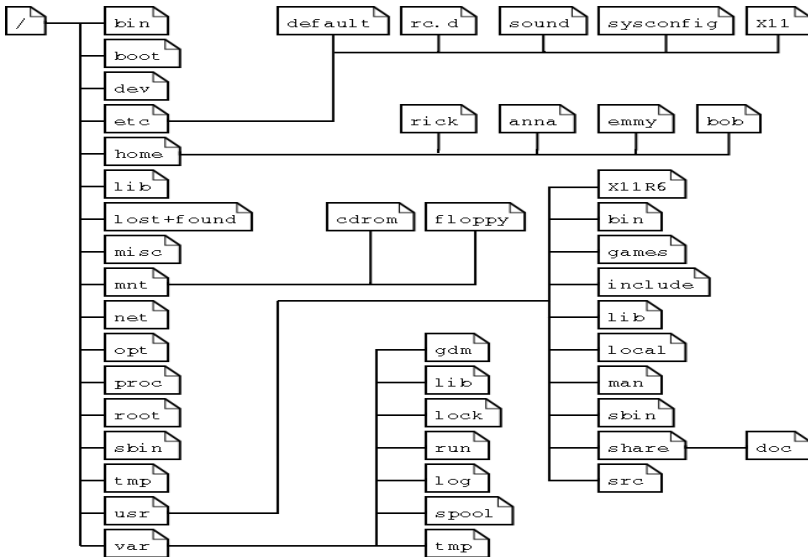 / bin default rc.d sound sysconfig X11
boot
dev
etc
home rick anna emmy bob
lib X11R6
lost+found cdrom floppy bin
misc games
mnt include
net lib
opt gdm local
proc lib man
root lock sbin
sbin run share doc
tmp log src
usr spool
var tmp